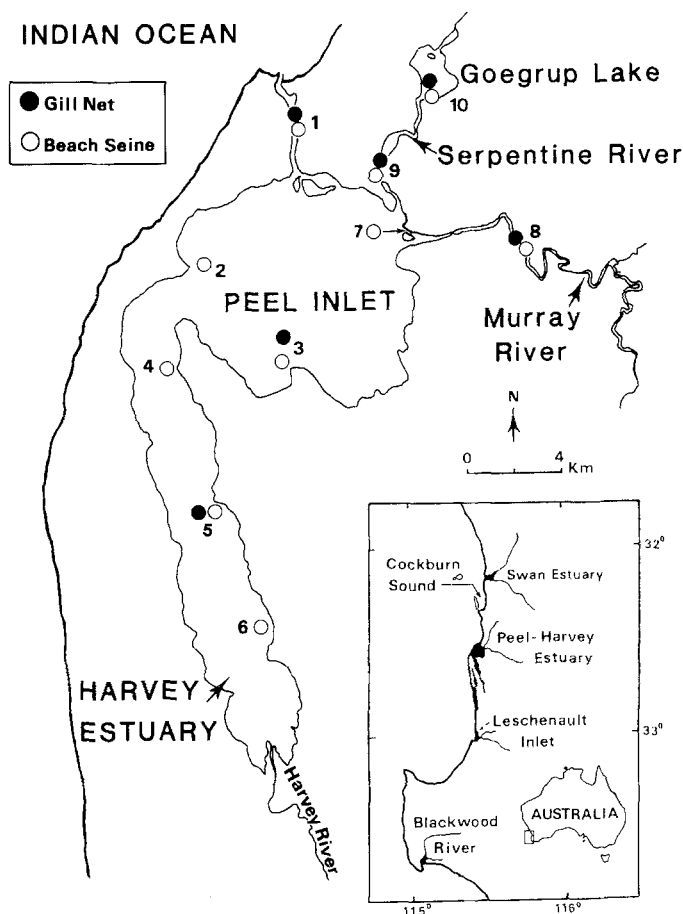 INDIAN OCEAN
Gill Net
Beach Seine
Goegrup Lake
10
1
Serpentine River
9
7
8
2
PEEL INLET
Murray
River
3
4
N
0 4
Km
5
6
HARVEY
ESTUARY
Harvey River
32°
Cockburn
Sound
Swan Estuary
Peel-Harvey
Estuary
33°
Leschenault
Inlet
Blackwood
River
AUSTRALIA
115° 116°